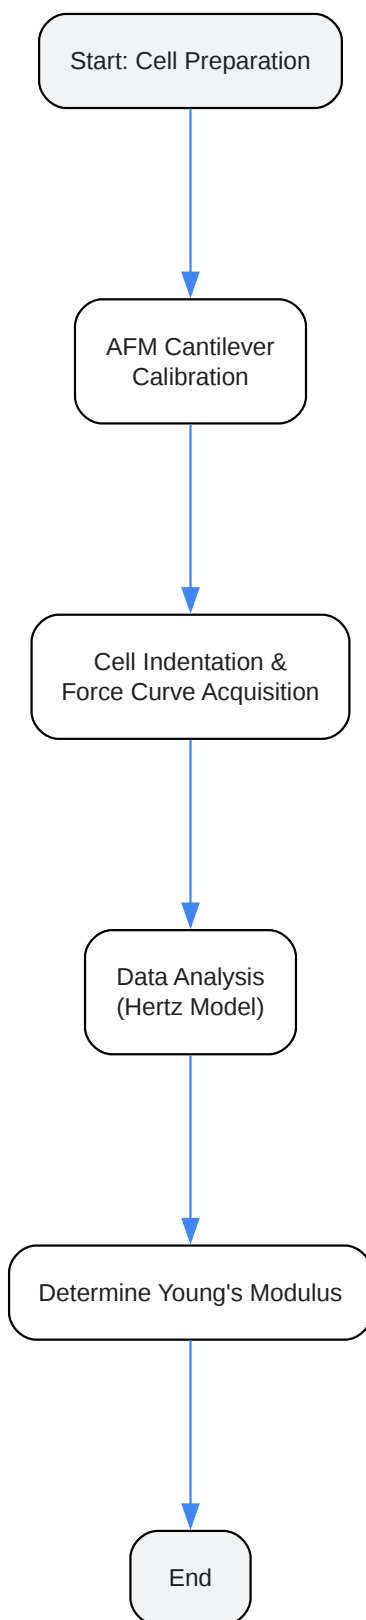 Start: Cell Preparation
AFM Cantilever
Calibration
Cell Indentation &
Force Curve Acquisition
Data Analysis
(Hertz Model)
Determine Young's Modulus
End